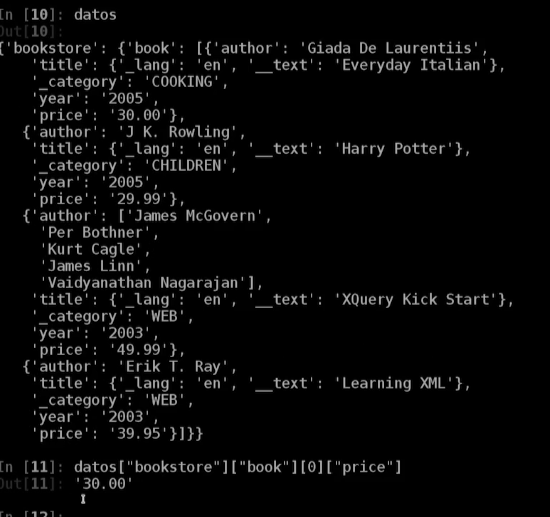 In [10]: datos
Out[10]:
{'bookstore': {'book': [{'author': 'Giada De Laurentiis',
'title': {'_lang': 'en', '__text': 'Everyday Italian'},
'_category': 'COOKING',
'year': '2005',
'price': '30.00'},
{'author': 'J K. Rowling',
'title': {'_lang': 'en', '__text': 'Harry Potter'},
'_category': 'CHILDREN',
'year': '2005',
'price': '29.99'},
{'author': ['James McGovern',
'Per Bothner',
'Kurt Cagle',
'James Linn',
'Vaidyanathan Nagarajan'],
'title': {'_lang': 'en', '__text': 'XQuery Kick Start'},
'_category': 'WEB',
'year': '2003',
'price': '49.99'},
{'author': 'Erik T. Ray',
'title': {'_lang': 'en', '__text': 'Learning XML'},
'_category': 'WEB',
'year': '2003',
'price': '39.95'}]}}
In [11]: datos["bookstore"]["book"][0]["price"]
Out[11]: '30.00'
In [12]: